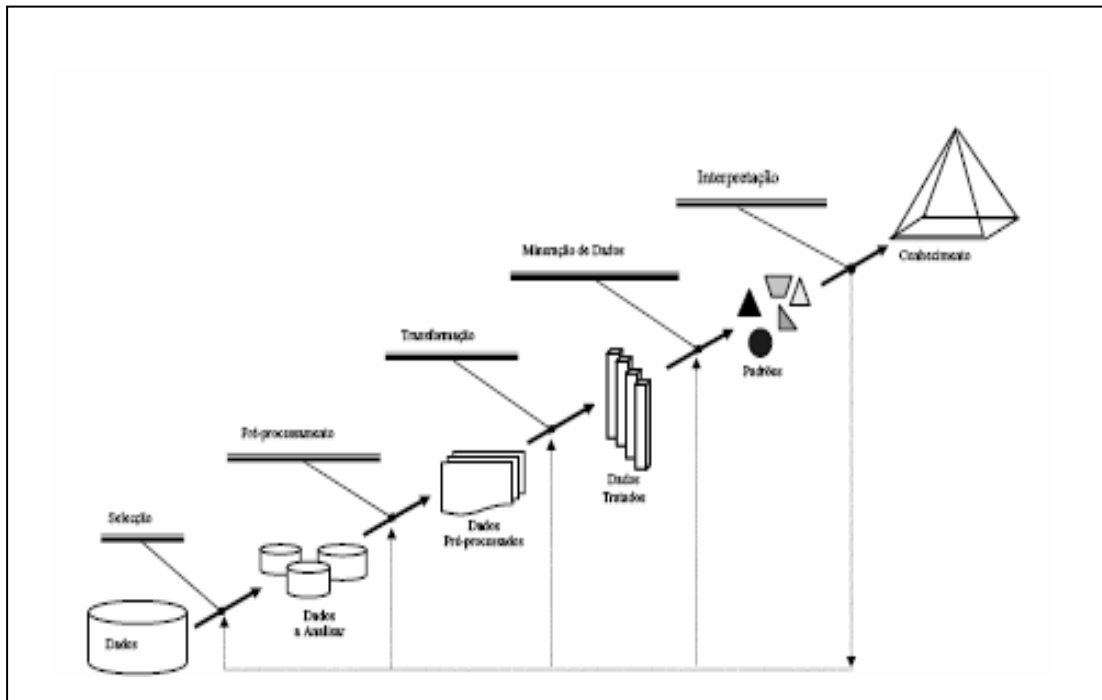 Interpretação
Conhecimento
Mineração de Dados
Padrões
Transformação
Dados
Tratados
Pré-processamento
Dados
Pré-processados
Selecção
Dados
a Analisar
Dados